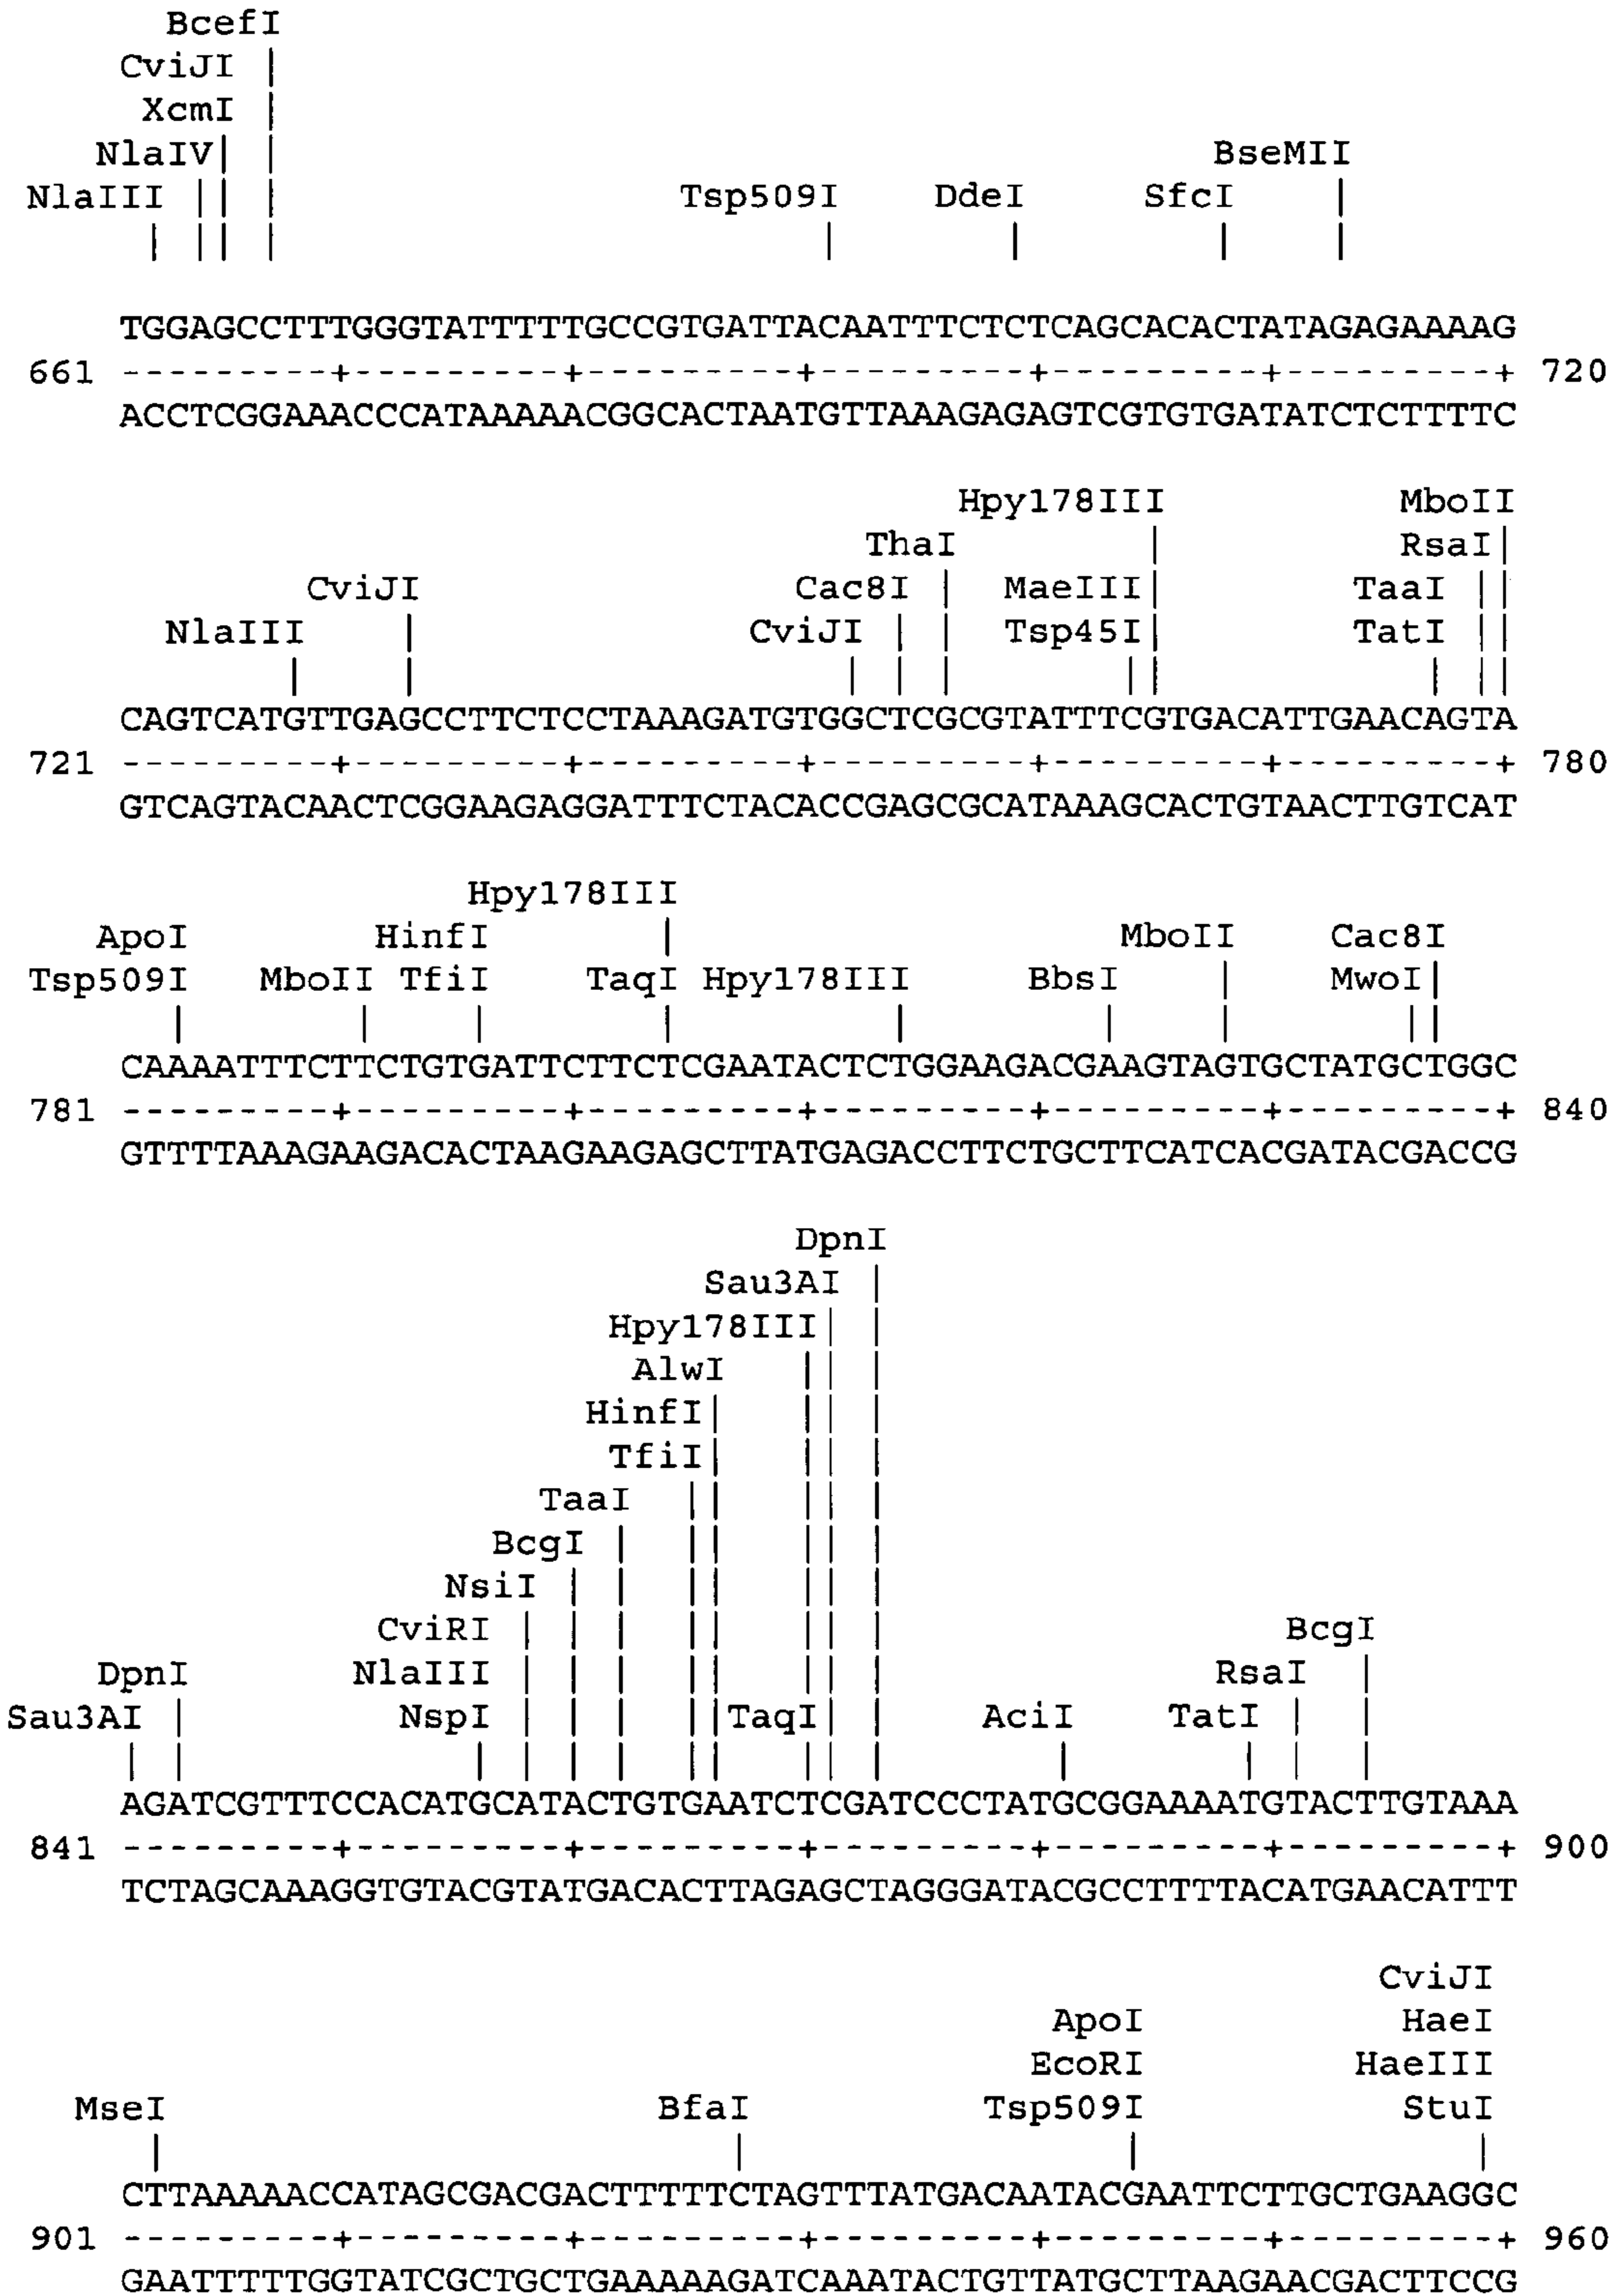 BcefI
CviJI
XcmI
NlaIV
BseMII
NlaIII Tsp509I DdeI SfcI
TGGAGCCTTTGGGTATTTTTGCCGTGATTACAATTTCTCTCAGCACACTATAGAGAAAAG
661 ---------+---------+---------+---------+---------+---------+ 720
ACCTCGGAAACCCATAAAAACGGCACTAATGTTAAAGAGAGTCGTGTGATATCTCTTTTC
Hpy178III MboII
ThaI RsaI
CviJI Cac8I MaeIII TaaI
NlaIII CviJI Tsp45I TatI
CAGTCATGTTGAGCCTTCTCCTAAAGATGTGGCTCGCGTATTTCGTGACATTGAACAGTA
721 ---------+---------+---------+---------+---------+---------+ 780
GTCAGTACAACTCGGAAGAGGATTTCTACACCGAGCGCATAAAGCACTGTAACTTGTCAT
Hpy178III
ApoI HinfI MboII Cac8I
Tsp509I MboII TfiI TaqI Hpy178III BbsI MwoI
CAAAATTTCTTCTGTGATTCTTCTCGAATACTCTGGAAGACGAAGTAGTGCTATGCTGGC
781 ---------+---------+---------+---------+---------+---------+ 840
GTTTTAAAGAAGACACTAAGAAGAGCTTATGAGACCTTCTGCTTCATCACGATACGACCG
DpnI
Sau3AI
Hpy178III
AlwI
HinfI
TfiI
TaaI
BcgI
NsiI
CviRI BcgI
DpnI NlaIII RsaI
Sau3AI NspI TaqI AciI TatI
AGATCGTTTCCACATGCATACTGTGAATCTCGATCCCTATGCGGAAAATGTACTTGTAAA
841 ---------+---------+---------+---------+---------+---------+ 900
TCTAGCAAAGGTGTACGTATGACACTTAGAGCTAGGGATACGCCTTTTACATGAACATTT
CviJI
ApoI HaeI
EcoRI HaeIII
MseI BfaI Tsp509I StuI
CTTAAAAACCATAGCGACGACTTTTTCTAGTTTATGACAATACGAATTCTTGCTGAAGGC
901 ---------+---------+---------+---------+---------+---------+ 960
GAATTTTTGGTATCGCTGCTGAAAAAGATCAAATACTGTTATGCTTAAGAACGACTTCCG